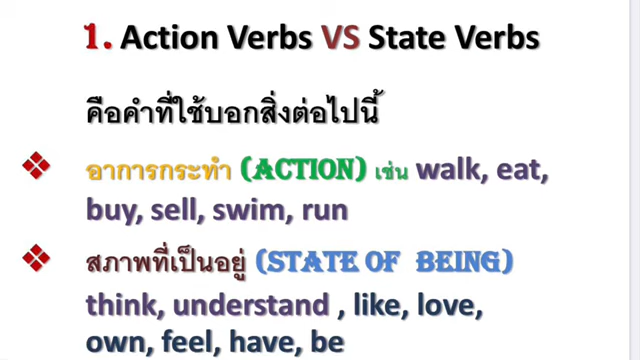 1. Action Verbs VS State Verbs
คือคำที่ใช้บอกสิ่งต่อไปนี้
❖ อาการกระทำ (ACTION) เช่น walk, eat,
buy, sell, swim, run
❖ สภาพที่เป็นอยู่ (STATE OF BEING)
think, understand , like, love,
own, feel, have, be